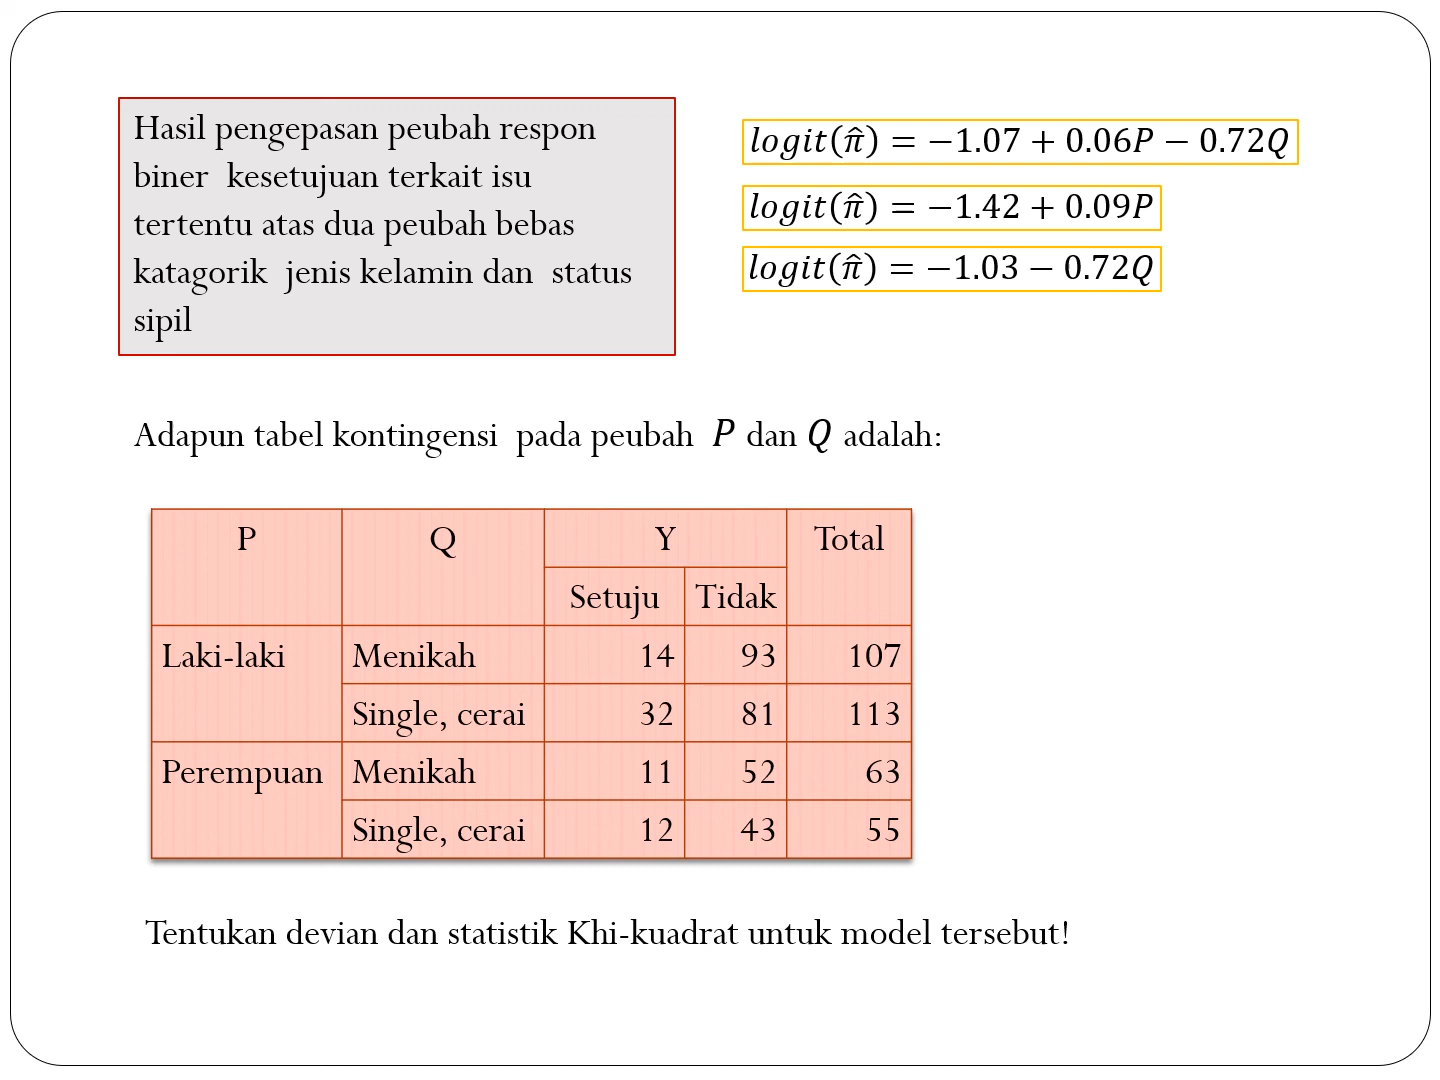 Hasil pengepasan peubah respon
biner kesetujuan terkait isu
tertentu atas dua peubah bebas
katagorik jenis kelamin dan status
sipil
logit(π̂) = −1.07 + 0.06P − 0.72Q
logit(π̂) = −1.42 + 0.09P
logit(π̂) = −1.03 − 0.72Q
Adapun tabel kontingensi pada peubah P dan Q adalah:
P Q Y Total
Setuju Tidak
Laki-laki Menikah 14 93 107
Single, cerai 32 81 113
Perempuan Menikah 11 52 63
Single, cerai 12 43 55
Tentukan devian dan statistik Khi-kuadrat untuk model tersebut!